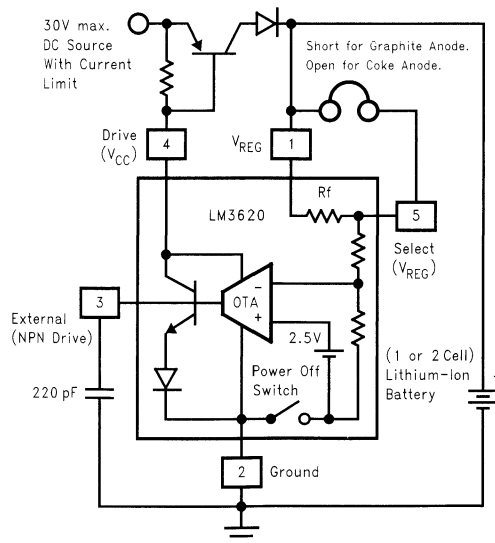 30V max.
DC Source
With Current
Limit
Short for Graphite Anode.
Open for Coke Anode.
Drive
(VCC)
4
VREG
1
Rf
LM3620
5
Select
(VREG)
3
External
(NPN Drive)
OTA
−
+
2.5V
Power Off
Switch
220 pF
(1 or 2 Cell)
Lithium-Ion
Battery
2
Ground